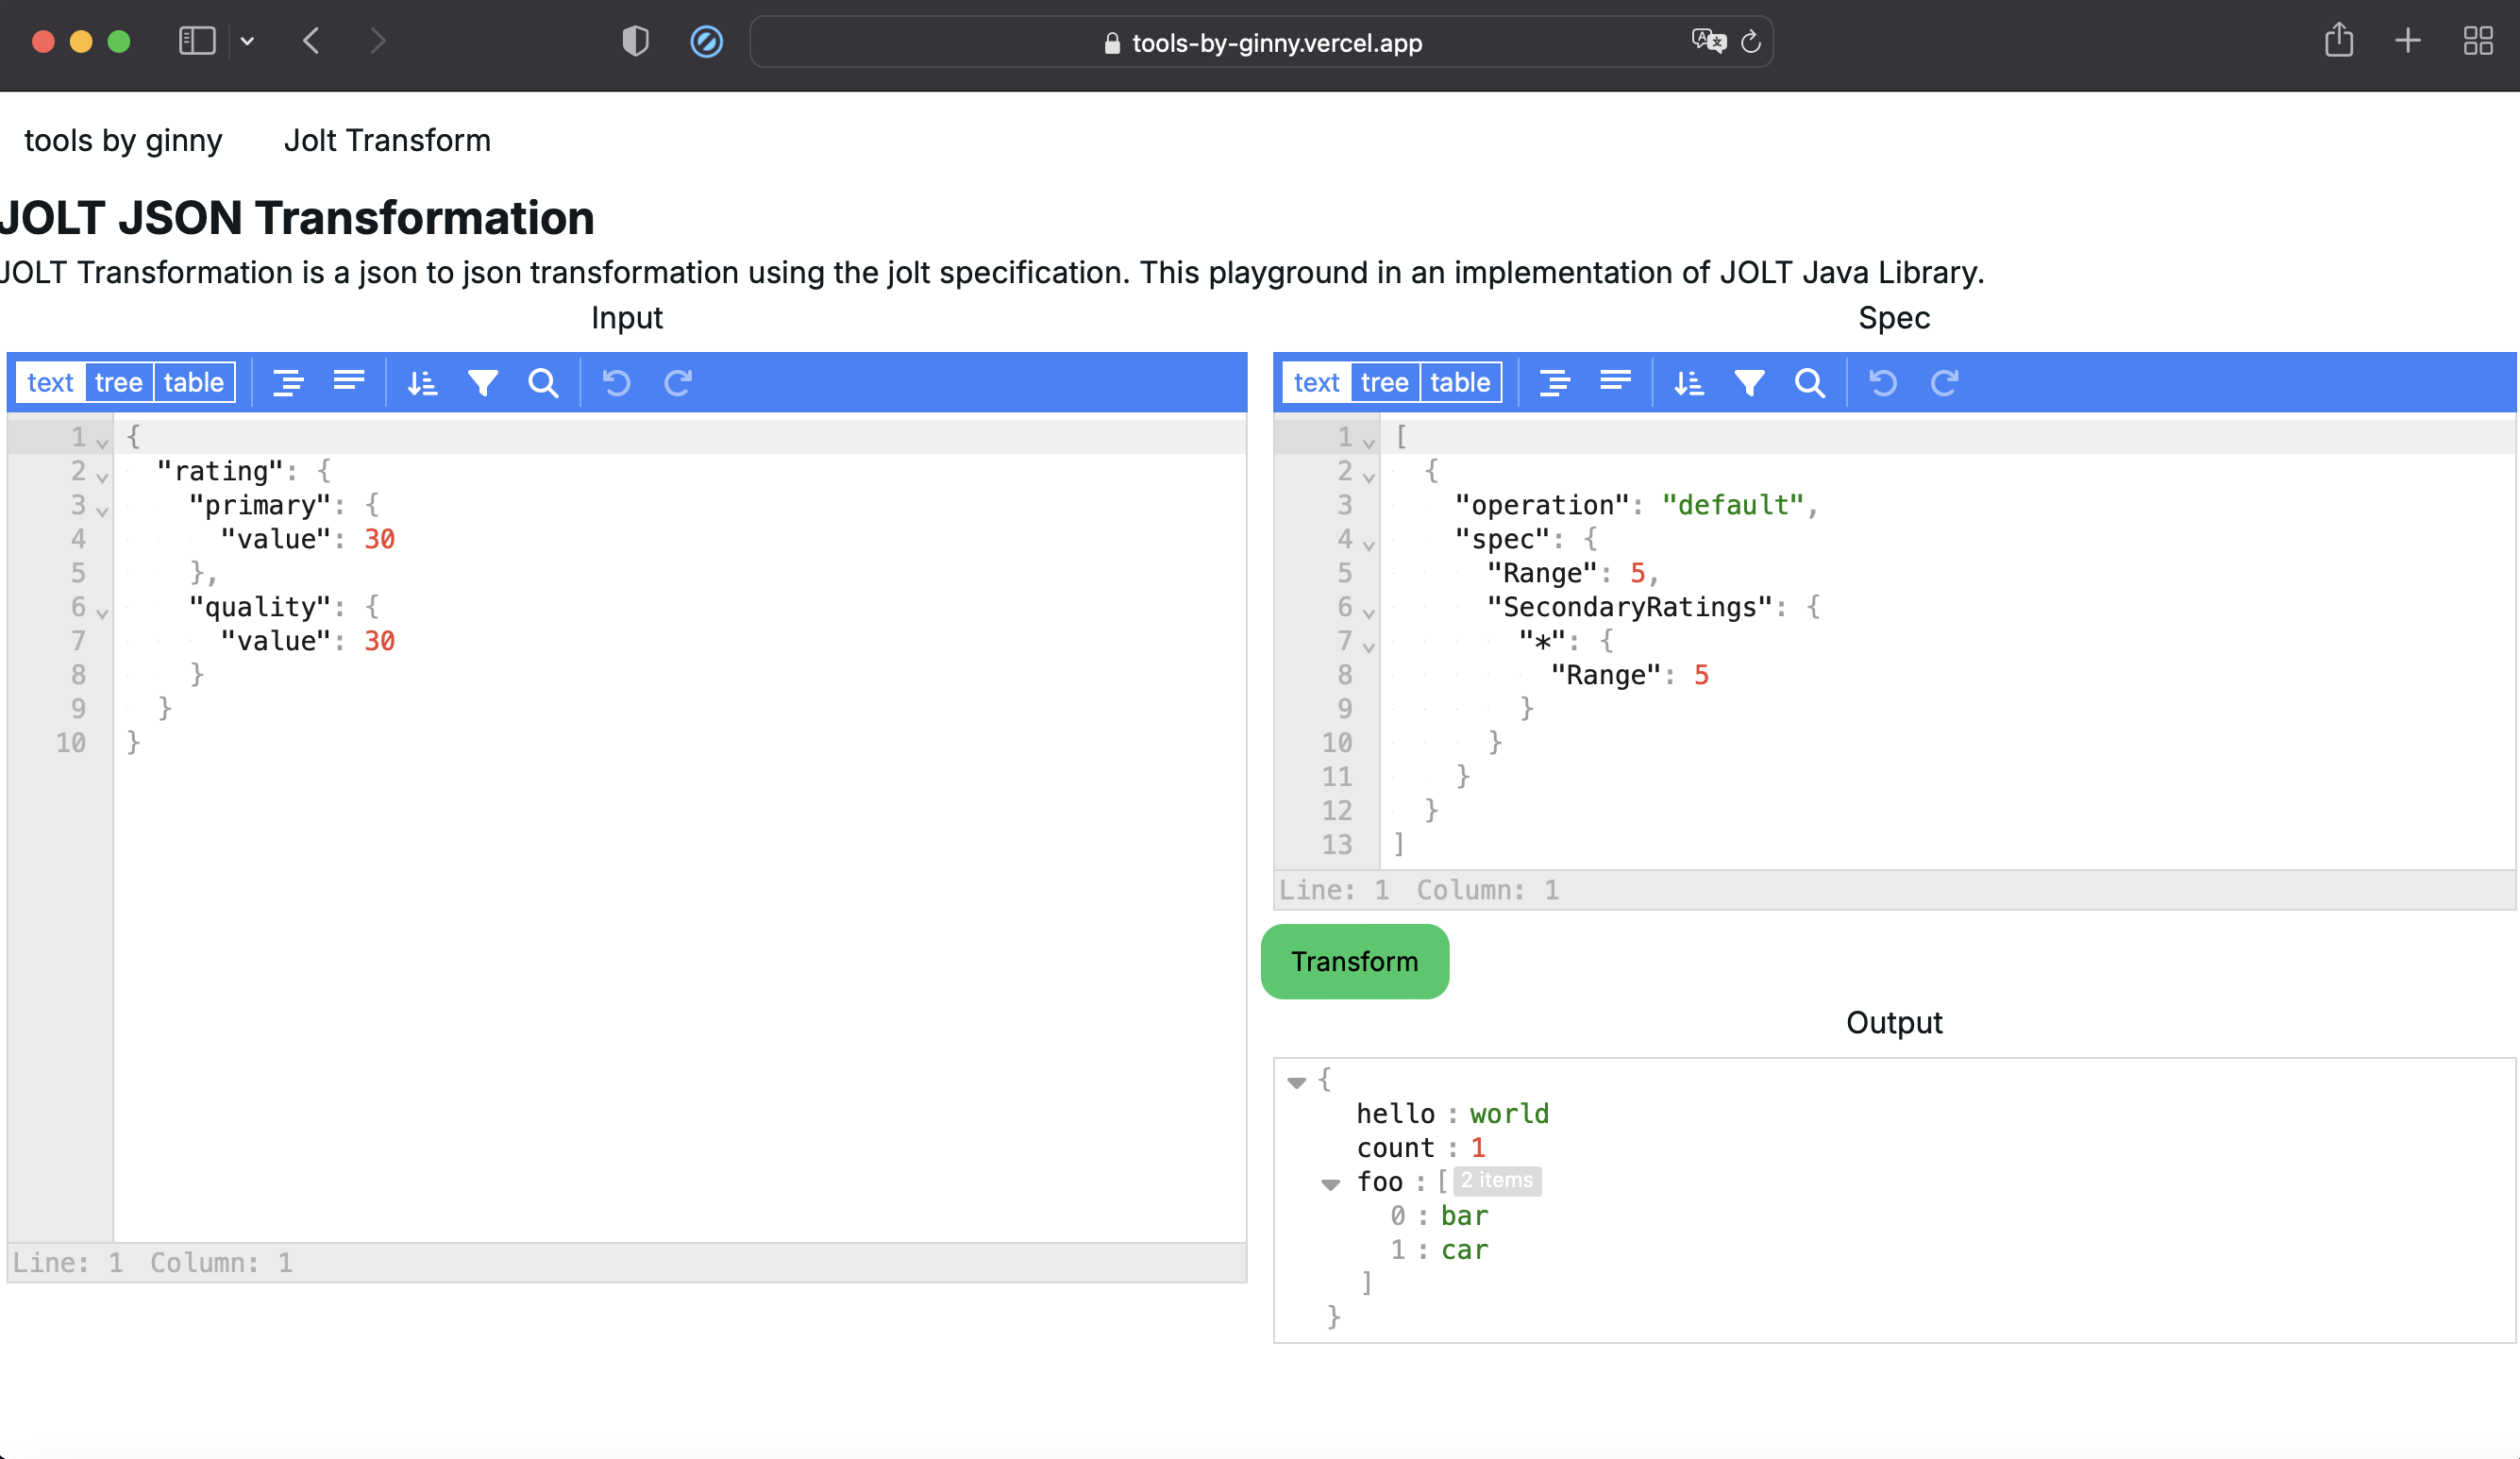 tools-by-ginny.vercel.app
tools by ginny Jolt Transform
JOLT JSON Transformation
JOLT Transformation is a json to json transformation using the jolt specification. This playground in an implementation of JOLT Java Library.
Input
text tree table
1 {
2 "rating": {
3 "primary": {
4 "value": 30
5 },
6 "quality": {
7 "value": 30
8 }
9 }
10 }
Line: 1 Column: 1
Spec
text tree table
1 [
2 {
3 "operation": "default",
4 "spec": {
5 "Range": 5,
6 "SecondaryRatings": {
7 "*": {
8 "Range": 5
9 }
10 }
11 }
12 }
13 ]
Line: 1 Column: 1
Transform
Output
{
hello : world
count : 1
foo : [ 2 items
0 : bar
1 : car
]
}